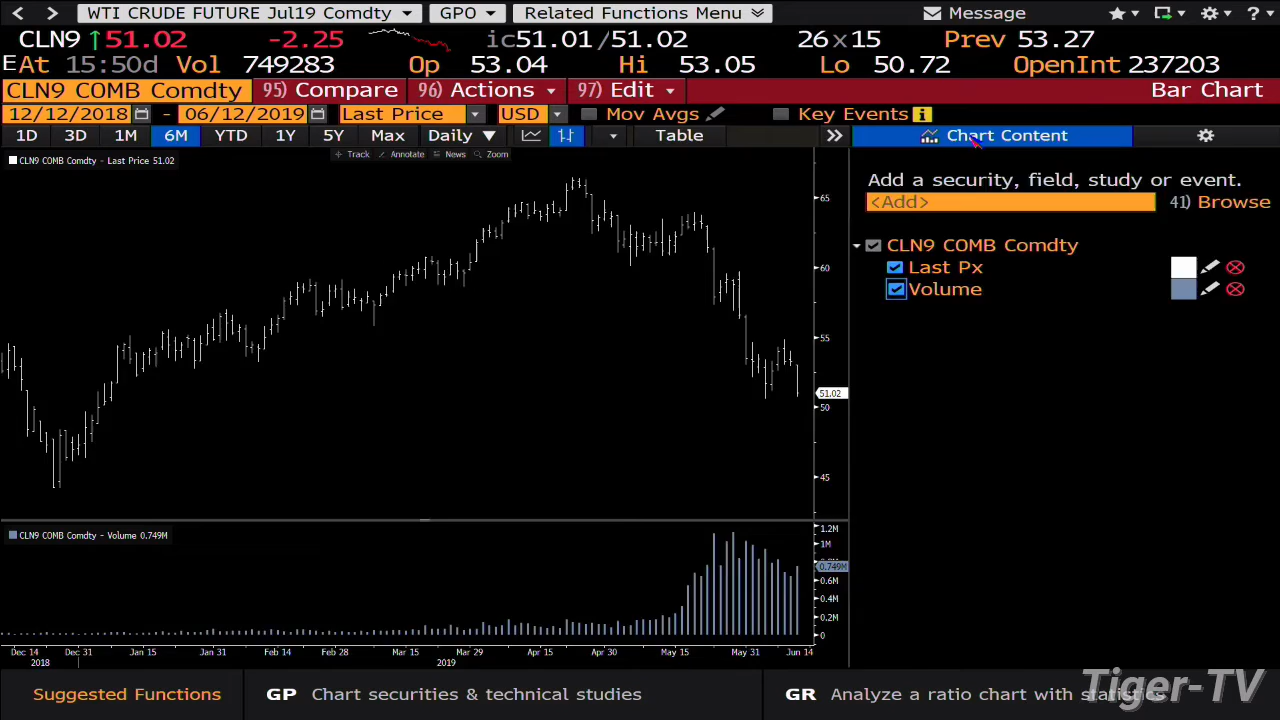 WTI CRUDE FUTURE Jul19 Comdty GPO Related Functions Menu Message ?
CLN9 ↑51.02 -2.25 ic51.01/51.02 26x15 Prev 53.27
EAt 15:50d Vol 749283 Op 53.04 Hi 53.05 Lo 50.72 OpenInt 237203
CLN9 COMB Comdty 95) Compare 96) Actions 97) Edit Bar Chart
12/12/2018 - 06/12/2019 Last Price USD Mov Avgs Key Events i
1D 3D 1M 6M YTD 1Y 5Y Max Daily ▼ Table Chart Content
Track Annotate News Zoom
CLN9 COMB Comdty - Last Price 51.02
Add a security, field, study or event.
<Add> 41) Browse
CLN9 COMB Comdty
Last Px
Volume
65
60
55
51.02
50
45
CLN9 COMB Comdty - Volume 0.749M
1.2M
1M
0.749M
0.6M
0.4M
0.2M
0
Dec 14 Dec 31 Jan 15 Jan 31 Feb 14 Feb 28 Mar 15 Mar 29 Apr 15 Apr 30 May 15 May 31 Jun 14
2018 2019
Suggested Functions GP Chart securities & technical studies GR Analyze a ratio chart with statistics
Tiger-TV